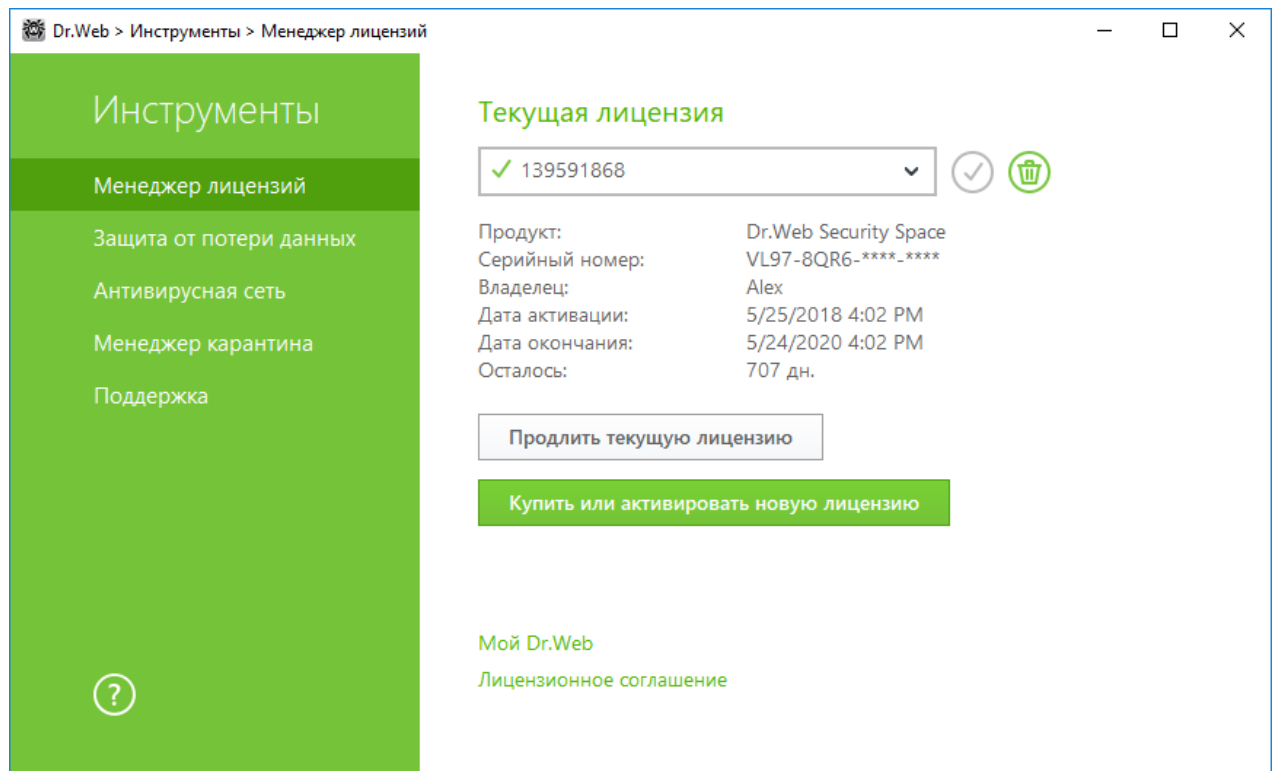 Dr.Web > Инструменты > Менеджер лицензий
Инструменты
Менеджер лицензий
Защита от потери данных
Антивирусная сеть
Менеджер карантина
Поддержка
?
Текущая лицензия
139591868
Продукт: Dr.Web Security Space
Серийный номер: VL97-8QR6-****-****
Владелец: Alex
Дата активации: 5/25/2018 4:02 PM
Дата окончания: 5/24/2020 4:02 PM
Осталось: 707 дн.
Продлить текущую лицензию
Купить или активировать новую лицензию
Мой Dr.Web
Лицензионное соглашение